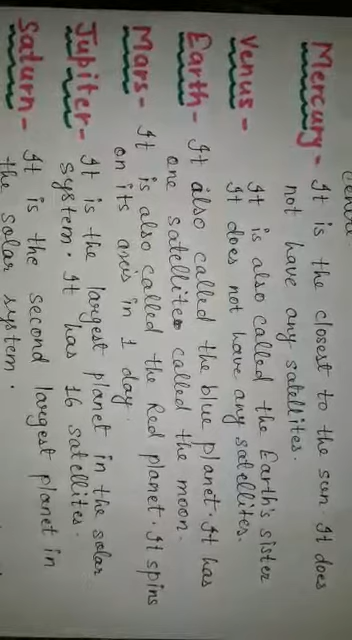 centre
Mercury- It is the closest to the sun. It does
not have any satellites.
Venus- It is also called the Earth's sister
It does not have any satellites.
Earth- It also called the blue planet. It has
one satellites called the moon.
Mars- It is also called the Red planet. It spins
on its axis in 1 day.
Jupiter- It is the largest planet in the solar
system. It has 16 satellites.
Saturn- It is the second largest planet in
the solar system.